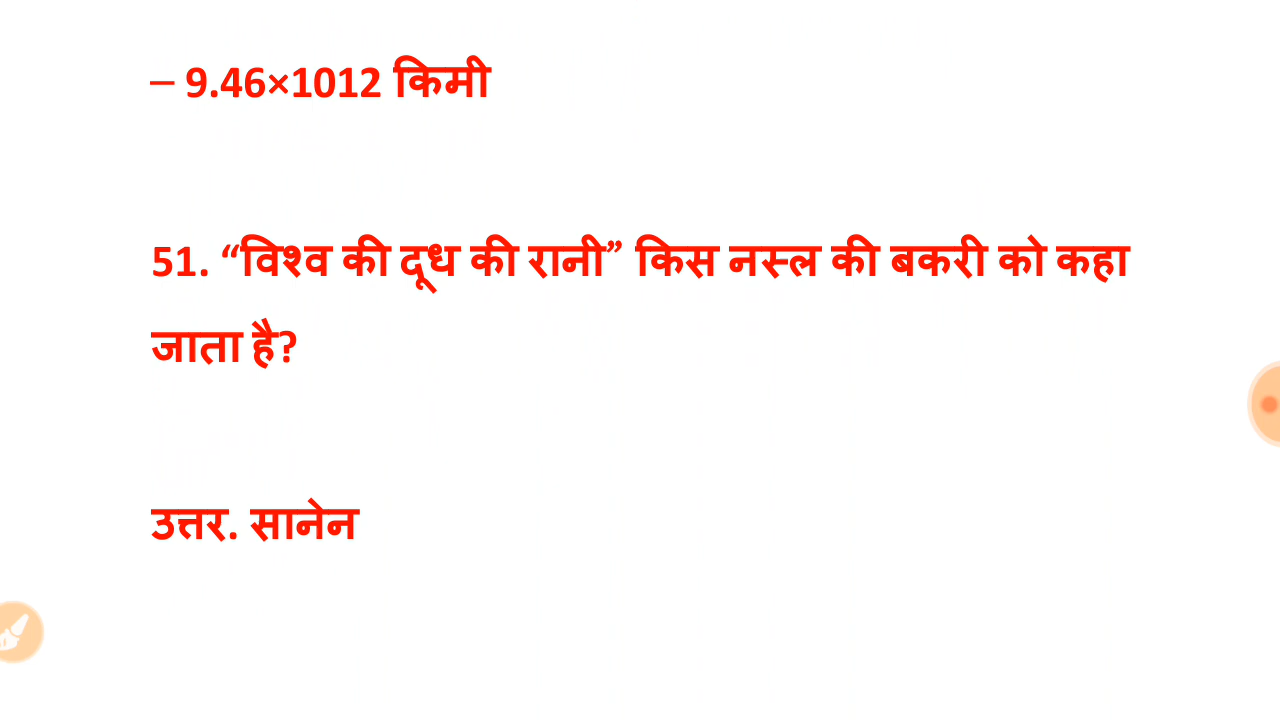 – 9.46×1012 किमी
51. “विश्व की दूध की रानी” किस नस्ल की बकरी को कहा
जाता है?
उत्तर. सानेन